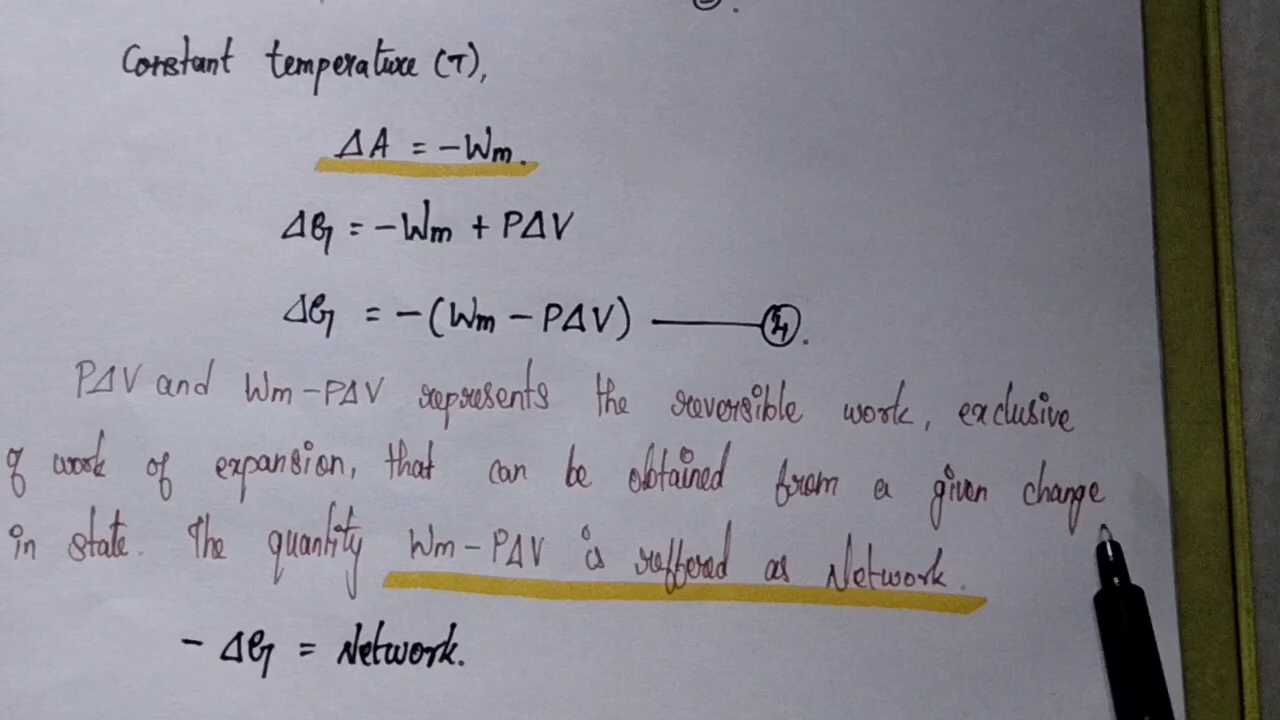 Constant temperature (T),
ΔA = -Wm.
ΔG = -Wm + PΔV
ΔG = -(Wm - PΔV) ——— 4.
PΔV and Wm-PΔV represents the reversible work, exclusive
of work of expansion, that can be obtained from a given change
in state. The quantity Wm-PΔV is reffered as Network.
- ΔG = Network.